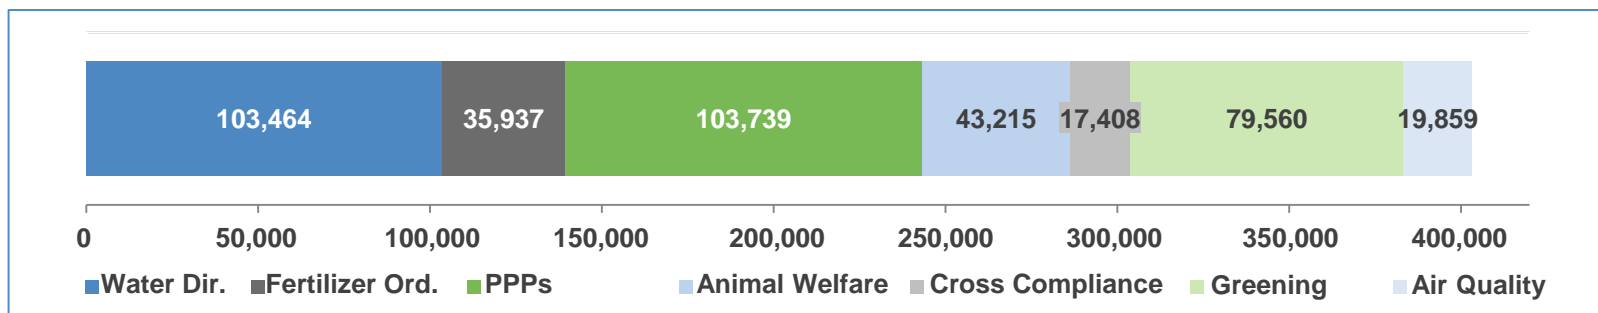 103,464 35,937 103,739 43,215 17,408 79,560 19,859
0 50,000 100,000 150,000 200,000 250,000 300,000 350,000 400,000
Water Dir. Fertilizer Ord. PPPs Animal Welfare Cross Compliance Greening Air Quality